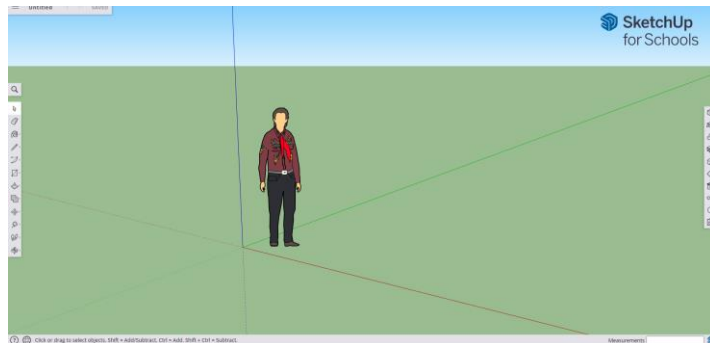 Untitled
Saved
SketchUp
for Schools
Click or drag to select objects. Shift = Add/Subtract. Ctrl = Add. Shift + Ctrl = Subtract.
Measurements